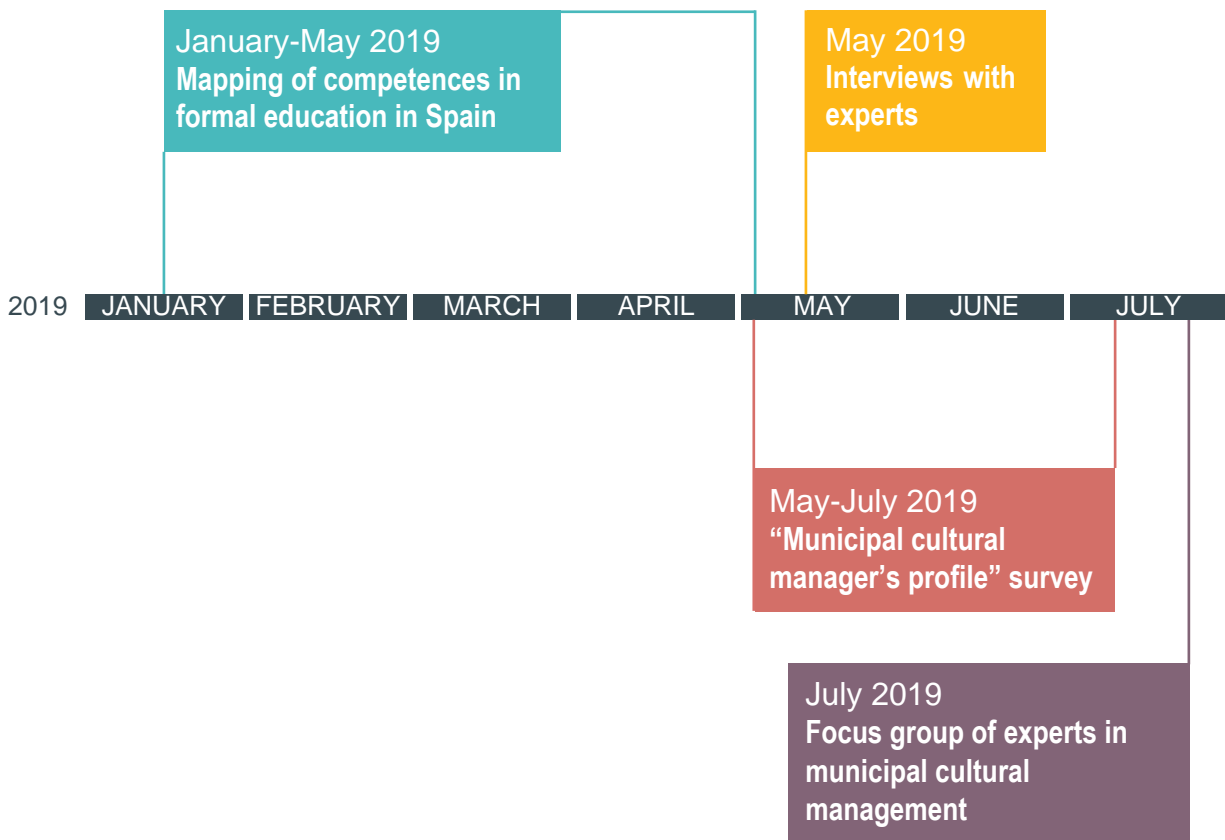 January-May 2019
Mapping of competences in
formal education in Spain
May 2019
Interviews with
experts
2019 JANUARY FEBRUARY MARCH APRIL MAY JUNE JULY
May-July 2019
“Municipal cultural
manager’s profile” survey
July 2019
Focus group of experts in
municipal cultural
management